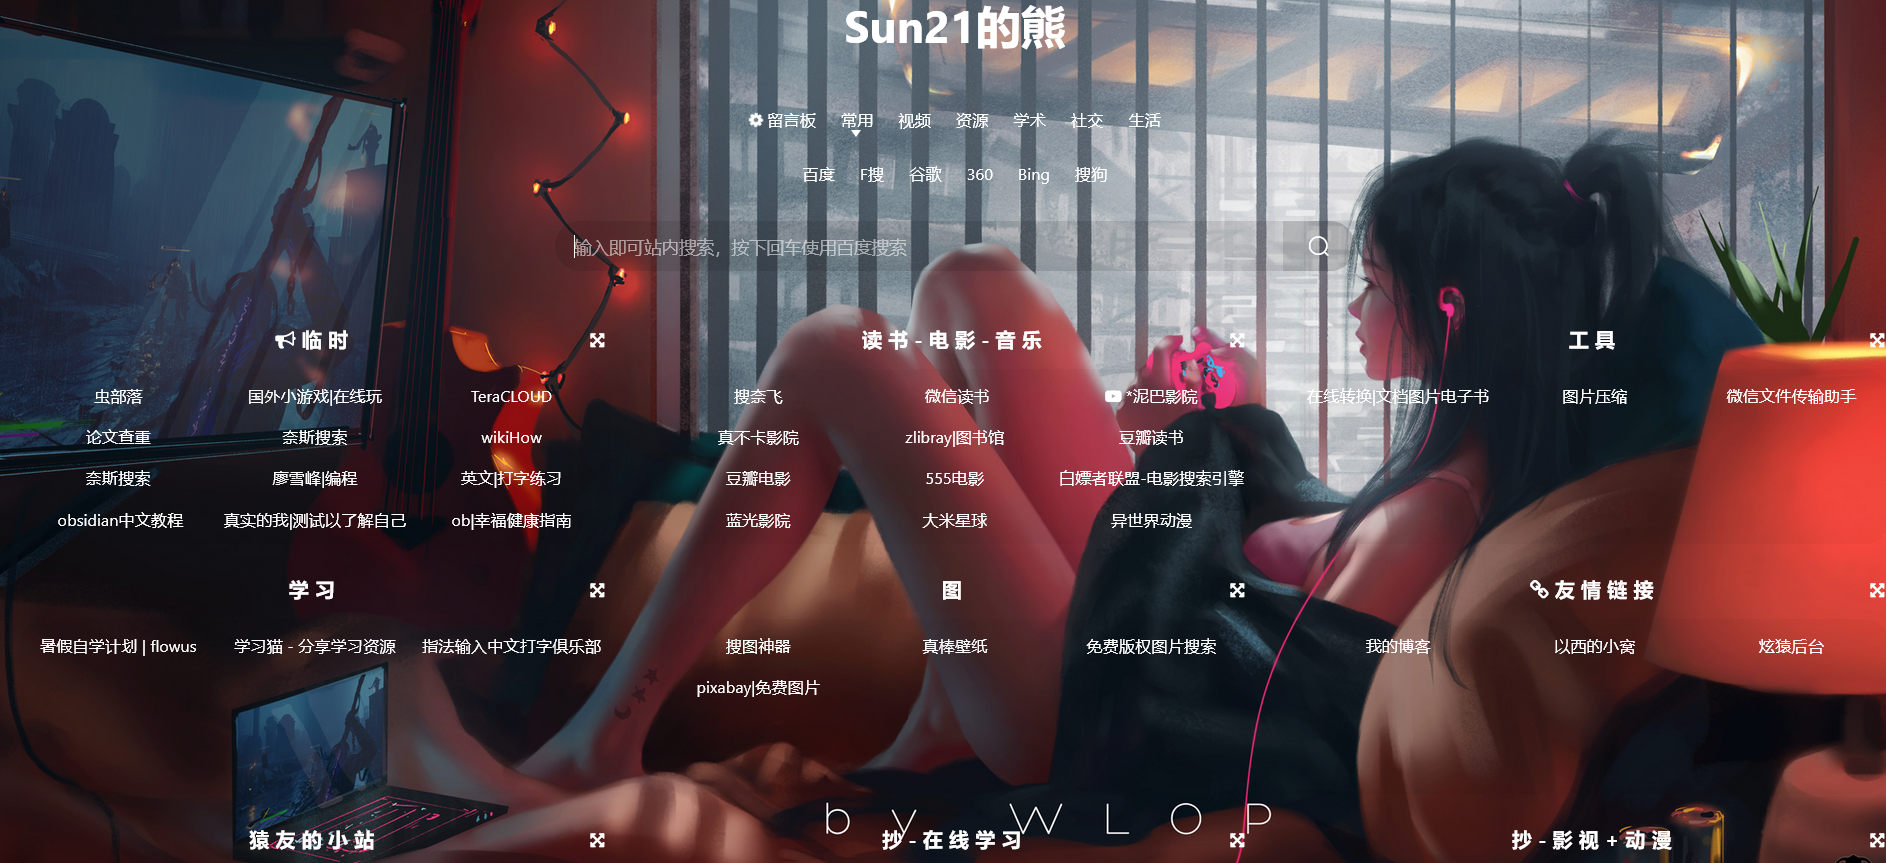 Sun21的熊
留言板 常用 视频 资源 学术 社交 生活
百度 F搜 谷歌 360 Bing 搜狗
输入即可站内搜索，按下回车使用百度搜索
临时
虫部落 国外小游戏|在线玩 TeraCLOUD
论文查重 奈斯搜索 wikiHow
奈斯搜索 廖雪峰|编程 英文|打字练习
obsidian中文教程 真实的我|测试以了解自己 ob|幸福健康指南
读书-电影-音乐
搜奈飞 微信读书 *泥巴影院
真不卡影院 zlibray|图书馆 豆瓣读书
豆瓣电影 555电影 白嫖者联盟-电影搜索引擎
蓝光影院 大米星球 异世界动漫
工具
在线转换|文档图片电子书 图片压缩 微信文件传输助手
学习
暑假自学计划 | flowus 学习猫 - 分享学习资源 指法输入中文打字俱乐部
图
搜图神器 真棒壁纸 免费版权图片搜索
pixabay|免费图片
友情链接
我的博客 以西的小窝 炫猿后台
by WLOP
猿友的小站
抄-在线学习
抄-影视+动漫